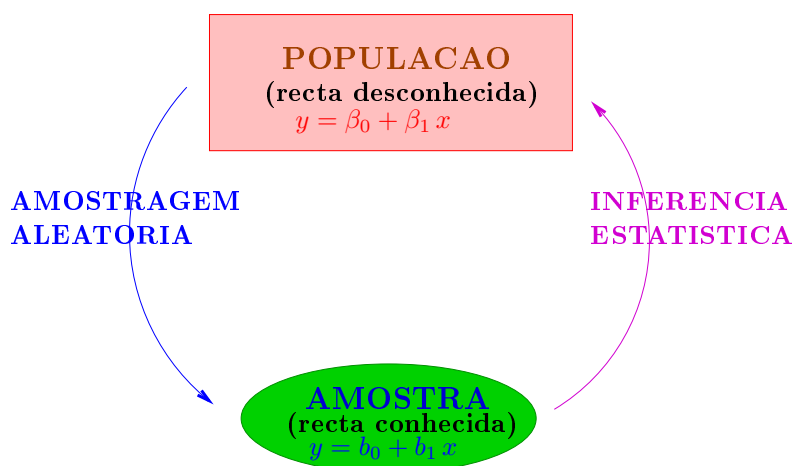 POPULACAO
(recta desconhecida)
y = β₀ + β₁ x
AMOSTRAGEM
ALEATORIA
INFERENCIA
ESTATISTICA
AMOSTRA
(recta conhecida)
y = b₀ + b₁ x